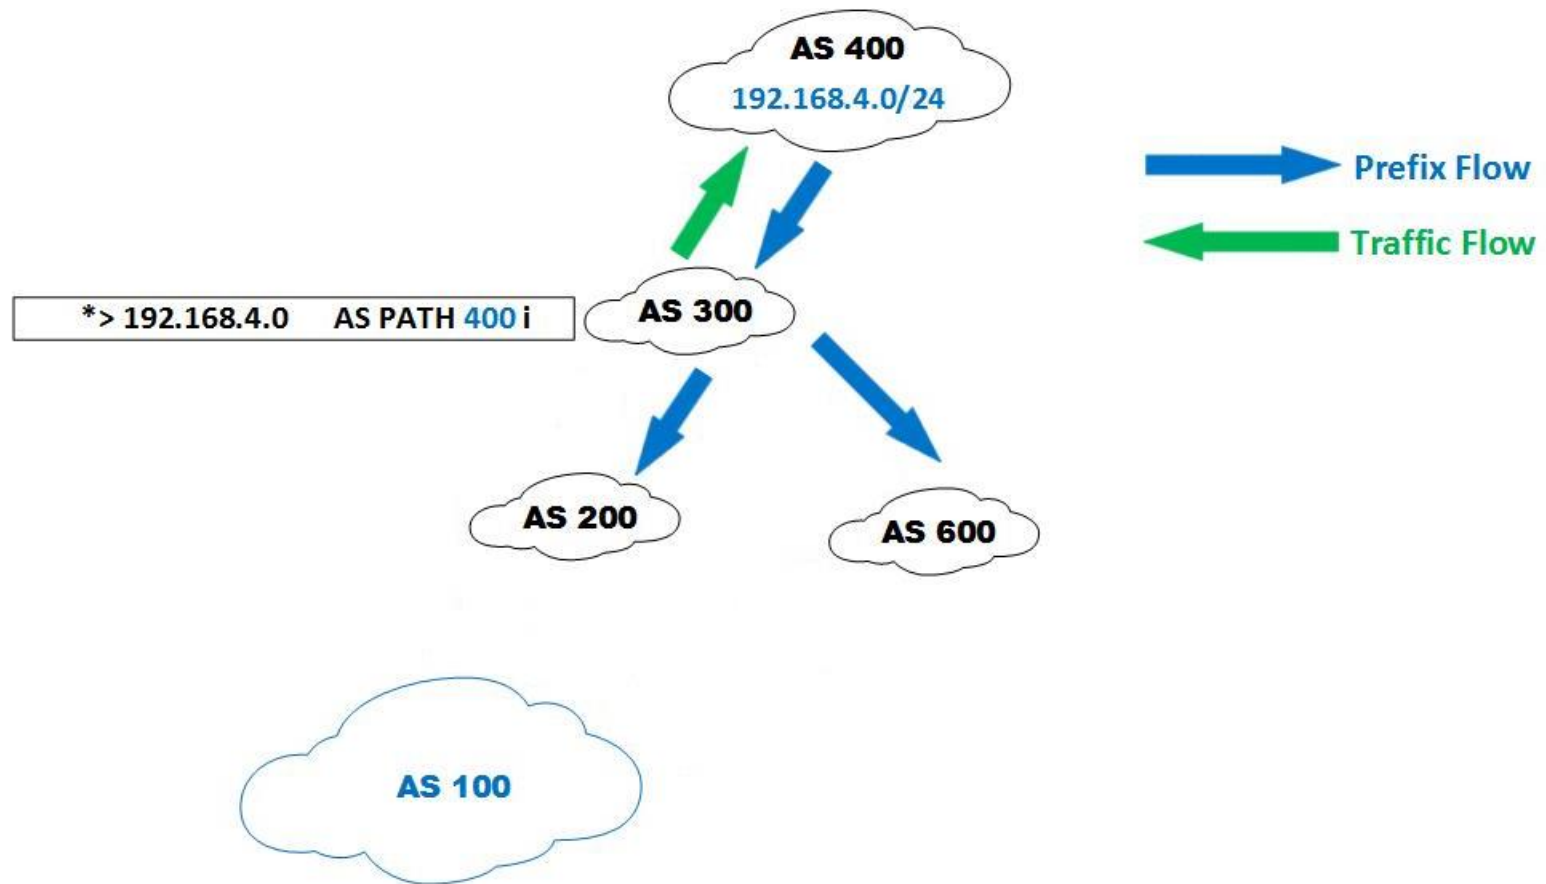 AS 400
192.168.4.0/24
Prefix Flow
Traffic Flow
*> 192.168.4.0 AS PATH 400 i
AS 300
AS 200
AS 600
AS 100